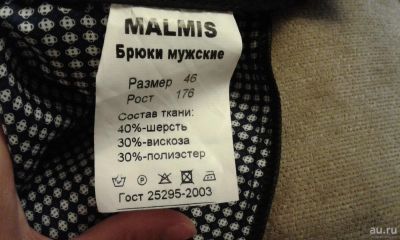 MALMIS
Брюки мужские
Размер 46
Рост 176
Состав ткани:
40%-шерсть
30%-вискоза
30%-полиэстер
Гост 25295-2003
au.ru